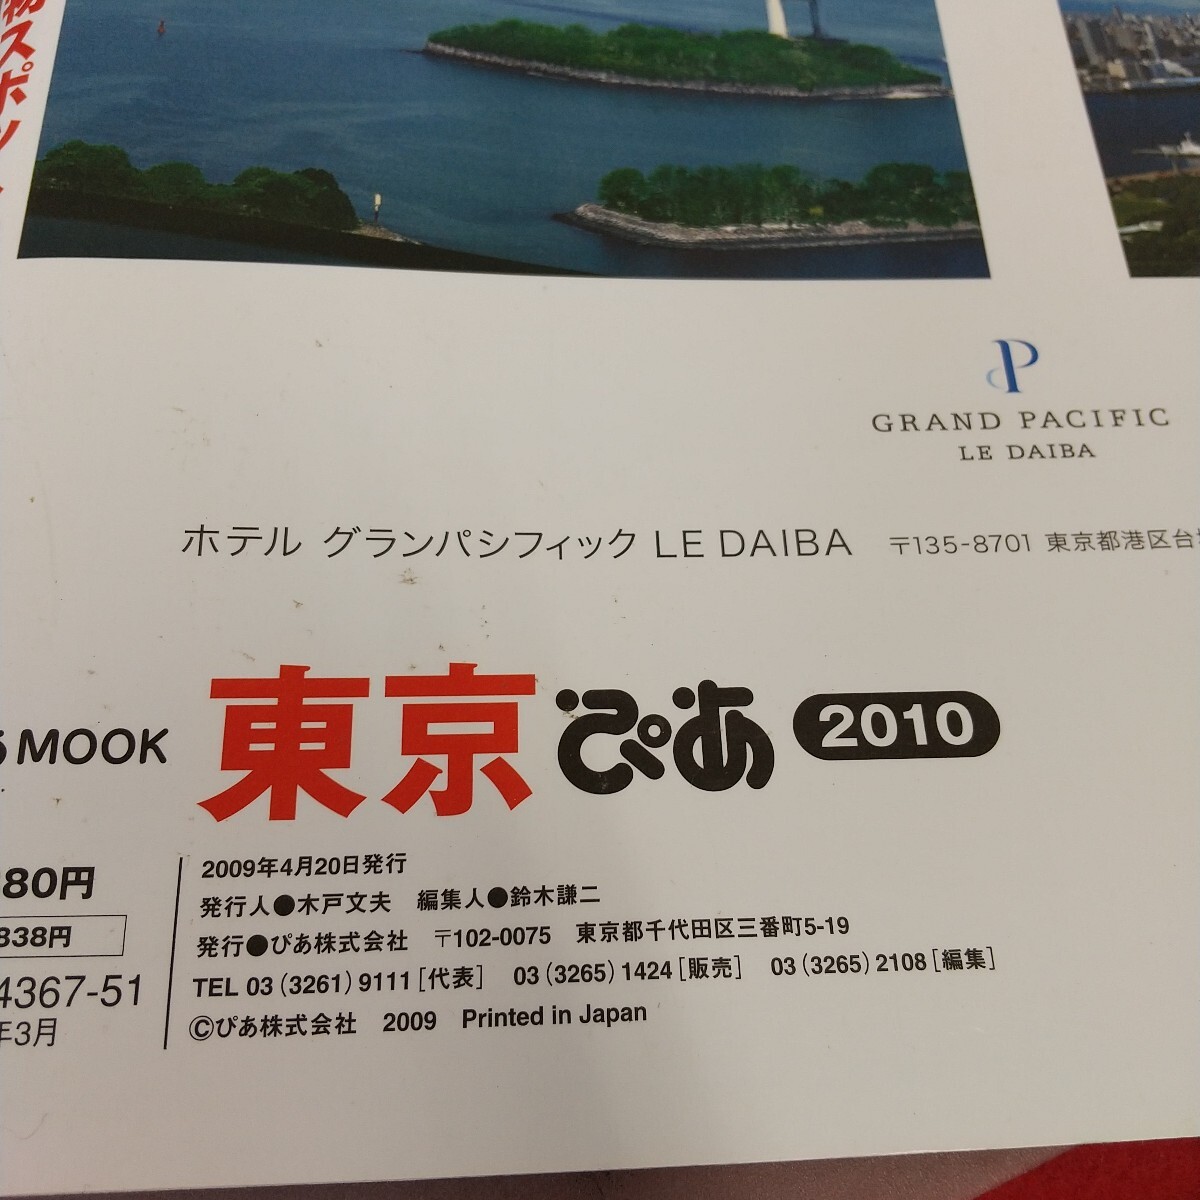 物スポット
GRAND PACIFIC
LE DAIBA
ホテル グランパシフィック LE DAIBA 〒135-8701 東京都港区台場
MOOK 東京ぴあ 2010
80円
838円
4367-51
年3月
2009年4月20日発行
発行人●木戸文夫 編集人●鈴木謙二
発行●ぴあ株式会社 〒102-0075 東京都千代田区三番町5-19
TEL 03(3261)9111[代表] 03(3265)1424[販売] 03(3265)2108[編集]
©ぴあ株式会社 2009 Printed in Japan